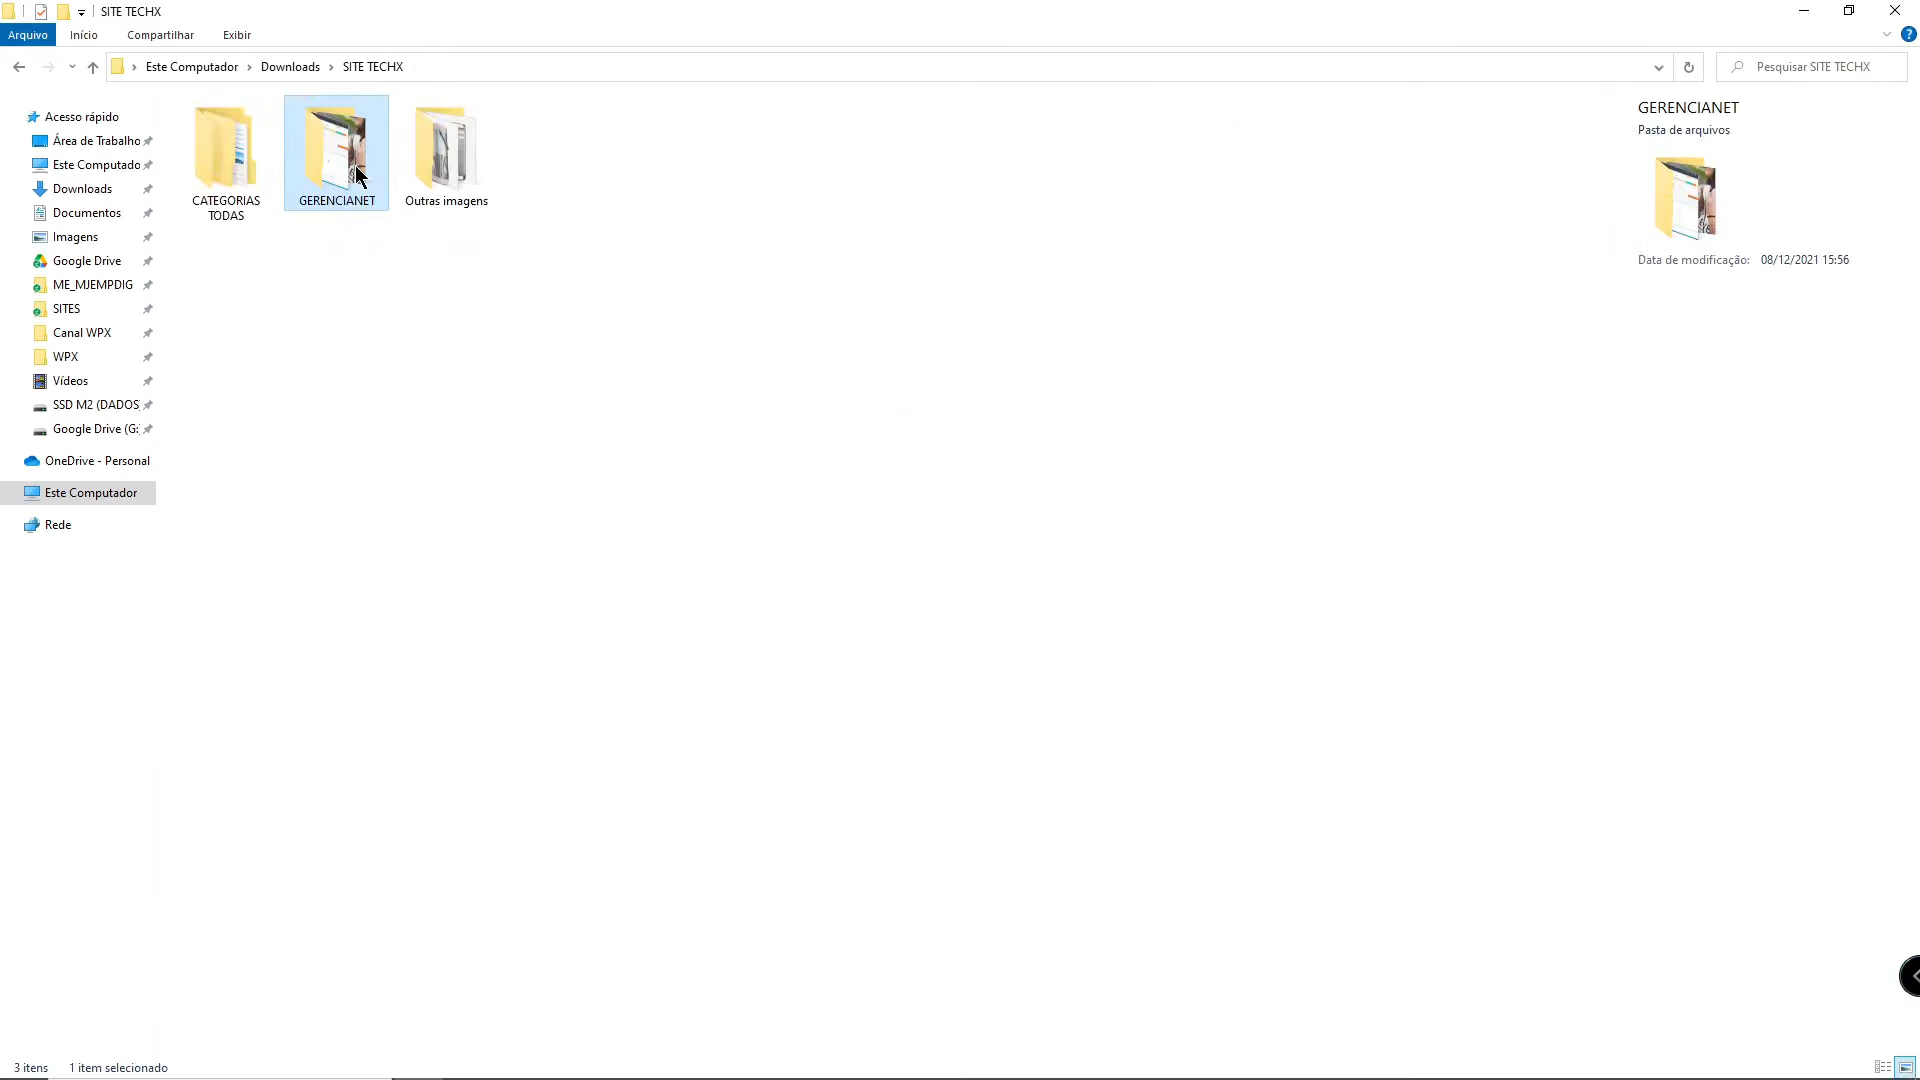 SITE TECHX
Arquivo Início Compartilhar Exibir
Este Computador Downloads SITE TECHX
Pesquisar SITE TECHX
Acesso rápido
Área de Trabalho
Este Computado
Downloads
Documentos
Imagens
Google Drive
ME_MJEMPDIG
SITES
Canal WPX
WPX
Vídeos
SSD M2 (DADOS
Google Drive (G:
OneDrive - Personal
Este Computador
Rede
CATEGORIAS
TODAS
GERENCIANET
Outras imagens
GERENCIANET
Pasta de arquivos
Data de modificação: 08/12/2021 15:56
3 itens 1 item selecionado